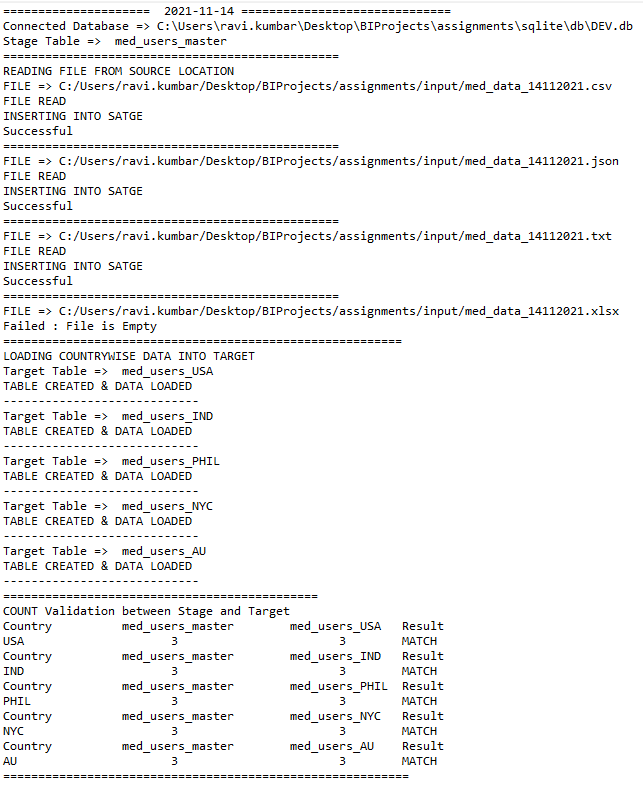 =====================  2021-11-14 ==========================
Connected Database => C:\Users\ravi.kumbar\Desktop\BIProjects\assignments\sqlite\db\DEV.db
Stage Table =>  med_users_master
================================================
READING FILE FROM SOURCE LOCATION
FILE => C:/Users/ravi.kumbar/Desktop/BIProjects/assignments/input/med_data_14112021.csv
FILE READ
INSERTING INTO SATGE
Successful
================================================
FILE => C:/Users/ravi.kumbar/Desktop/BIProjects/assignments/input/med_data_14112021.json
FILE READ
INSERTING INTO SATGE
Successful
================================================
FILE => C:/Users/ravi.kumbar/Desktop/BIProjects/assignments/input/med_data_14112021.txt
FILE READ
INSERTING INTO SATGE
Successful
================================================
FILE => C:/Users/ravi.kumbar/Desktop/BIProjects/assignments/input/med_data_14112021.xlsx
Failed : File is Empty
=========================================================
LOADING COUNTRYWISE DATA INTO TARGET
Target Table =>  med_users_USA
TABLE CREATED & DATA LOADED
----------------------------
Target Table =>  med_users_IND
TABLE CREATED & DATA LOADED
----------------------------
Target Table =>  med_users_PHIL
TABLE CREATED & DATA LOADED
----------------------------
Target Table =>  med_users_NYC
TABLE CREATED & DATA LOADED
----------------------------
Target Table =>  med_users_AU
TABLE CREATED & DATA LOADED
----------------------------
=============================================
COUNT Validation between Stage and Target
Country          med_users_master        med_users_USA   Result
USA                     3                       3        MATCH
Country          med_users_master        med_users_IND   Result
IND                     3                       3        MATCH
Country          med_users_master        med_users_PHIL  Result
PHIL                    3                       3        MATCH
Country          med_users_master        med_users_NYC   Result
NYC                     3                       3        MATCH
Country          med_users_master        med_users_AU    Result
AU                      3                       3        MATCH
==========================================================